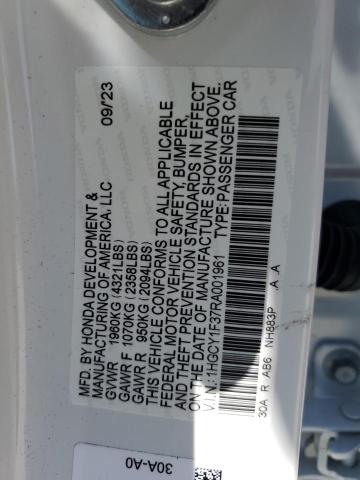 MFD. BY HONDA DEVELOPMENT & 09/23
MANUFACTURING OF AMERICA, LLC
GVWR 1960KG (4321LBS)
GAWR F 1070KG (2358LBS)
GAWR R 950KG (2094LBS)
THIS VEHICLE CONFORMS TO ALL APPLICABLE
FEDERAL MOTOR VEHICLE SAFETY, BUMPER,
AND THEFT PREVENTION STANDARDS IN EFFECT
ON THE DATE OF MANUFACTURE SHOWN ABOVE.
V.I.N.:1HGCY1F37RA001961 TYPE:PASSENGER CAR
30A R AB6 NH883P A A
30A-A0